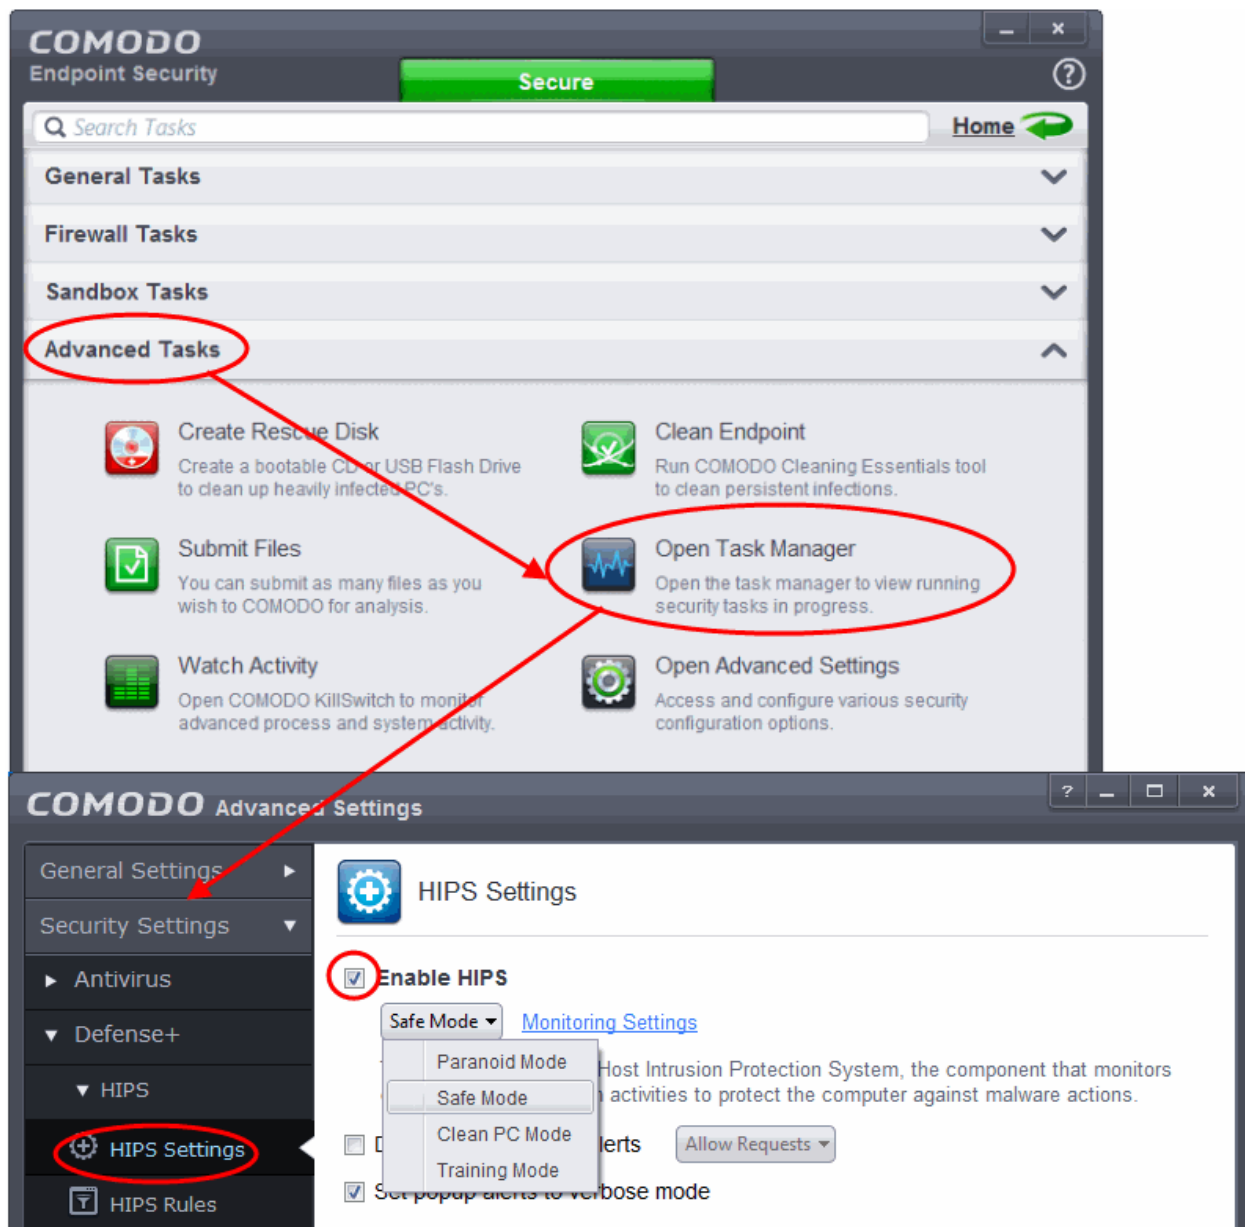 COMODO
Endpoint Security
Secure
?
Search Tasks
Home
General Tasks
Firewall Tasks
Sandbox Tasks
Advanced Tasks
Create Rescue Disk
Create a bootable CD or USB Flash Drive
to clean up heavily infected PC's.
Clean Endpoint
Run COMODO Cleaning Essentials tool
to clean persistent infections.
Submit Files
You can submit as many files as you
wish to COMODO for analysis.
Open Task Manager
Open the task manager to view running
security tasks in progress.
Watch Activity
Open COMODO KillSwitch to monitor
advanced process and system activity.
Open Advanced Settings
Access and configure various security
configuration options.
COMODO Advanced Settings
?
General Settings
Security Settings
Antivirus
Defense+
HIPS
HIPS Settings
HIPS Rules
HIPS Settings
Enable HIPS
Safe Mode Monitoring Settings
Paranoid Mode
Safe Mode
Clean PC Mode
Training Mode
Host Intrusion Protection System, the component that monitors
activities to protect the computer against malware actions.
Allow Requests
Set popup alerts to verbose mode